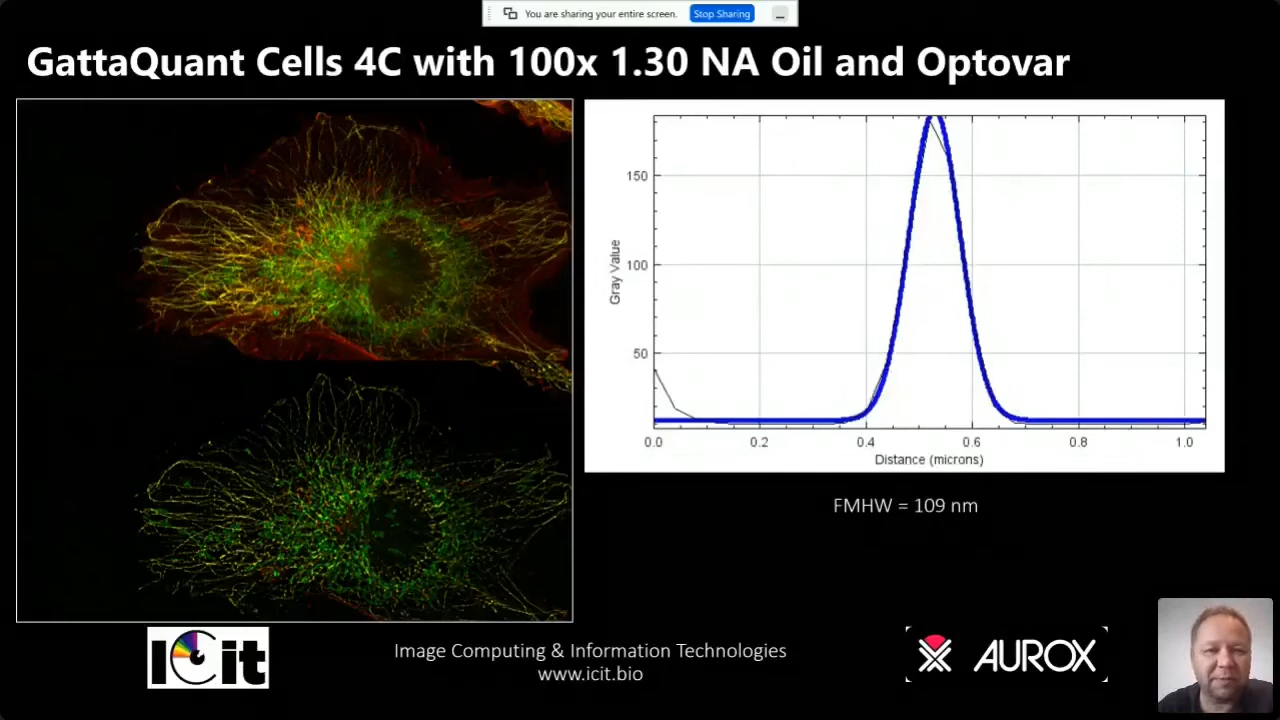 You are sharing your entire screen. Stop Sharing
GattaQuant Cells 4C with 100x 1.30 NA Oil and Optovar
150
100
50
Gray Value
0.0 0.2 0.4 0.6 0.8 1.0
Distance (microns)
FMHW = 109 nm
ICit
Image Computing & Information Technologies
www.icit.bio
AUROX